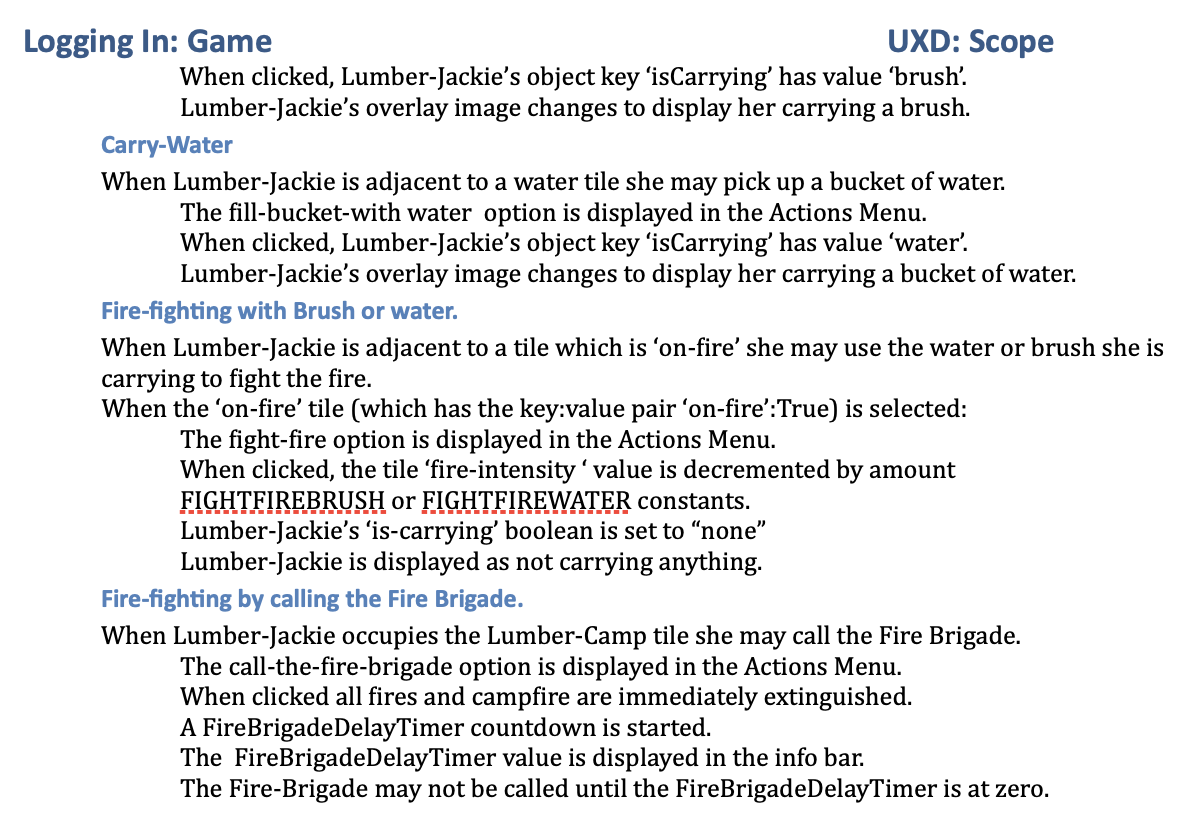 Logging In: Game UXD: Scope
When clicked, Lumber-Jackie’s object key ‘isCarrying’ has value ‘brush’.
Lumber-Jackie’s overlay image changes to display her carrying a brush.
Carry-Water
When Lumber-Jackie is adjacent to a water tile she may pick up a bucket of water.
The fill-bucket-with water  option is displayed in the Actions Menu.
When clicked, Lumber-Jackie’s object key ‘isCarrying’ has value ‘water’.
Lumber-Jackie’s overlay image changes to display her carrying a bucket of water.
Fire-fighting with Brush or water.
When Lumber-Jackie is adjacent to a tile which is ‘on-fire’ she may use the water or brush she is
carrying to fight the fire.
When the ‘on-fire’ tile (which has the key:value pair ‘on-fire’:True) is selected:
The fight-fire option is displayed in the Actions Menu.
When clicked, the tile ‘fire-intensity ‘ value is decremented by amount
FIGHTFIREBRUSH or FIGHTFIREWATER constants.
Lumber-Jackie’s ‘is-carrying’ boolean is set to “none”
Lumber-Jackie is displayed as not carrying anything.
Fire-fighting by calling the Fire Brigade.
When Lumber-Jackie occupies the Lumber-Camp tile she may call the Fire Brigade.
The call-the-fire-brigade option is displayed in the Actions Menu.
When clicked all fires and campfire are immediately extinguished.
A FireBrigadeDelayTimer countdown is started.
The  FireBrigadeDelayTimer value is displayed in the info bar.
The Fire-Brigade may not be called until the FireBrigadeDelayTimer is at zero.